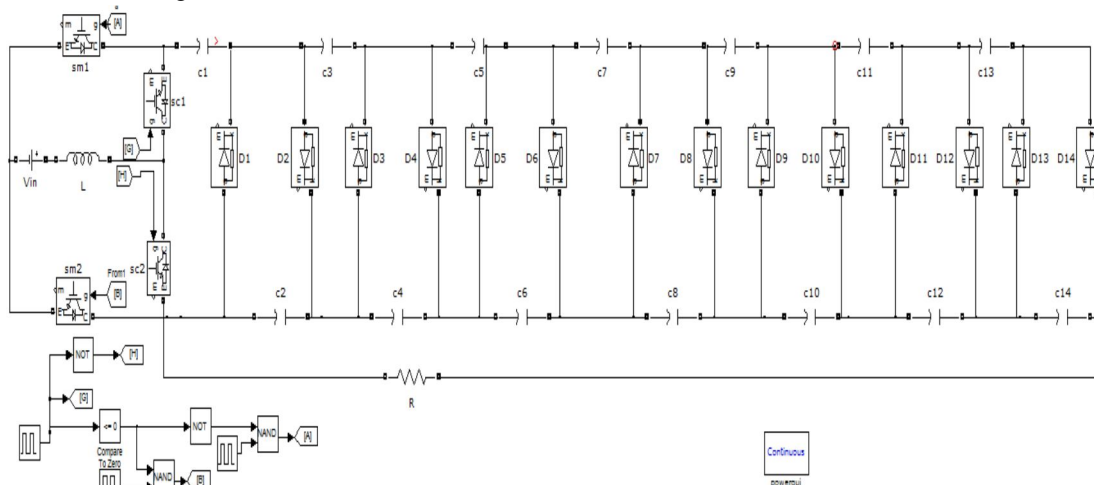 m g [A]
E C
sm1
c1 c3 c5 c7 c9 c11 c13
sc1
[G]
D1 D2 D3 D4 D5 D6 D7 D8 D9 D10 D11 D12 D13 D14
Vin L
[H]
sm2 From1 sc2
m g [B]
E C
c2 c4 c6 c8 c10 c12 c14
R
NOT [H]
[G]
<= 0 NOT NAND [A]
Compare
To Zero
NAND [B]
Continuous
powergui